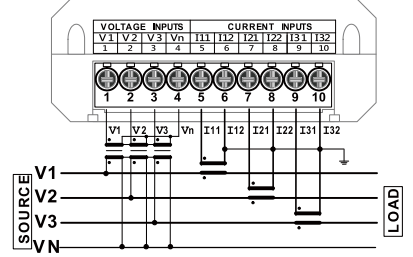 VOLTAGE INPUTS CURRENT INPUTS
V1 V2 V3 Vn I11 I12 I21 I22 I31 I32
1 2 3 4 5 6 7 8 9 10
1 2 3 4 5 6 7 8 9 10
V1 V2 V3 Vn I11 I12 I21 I22 I31 I32
SOURCE
V1
V2
V3
VN
LOAD